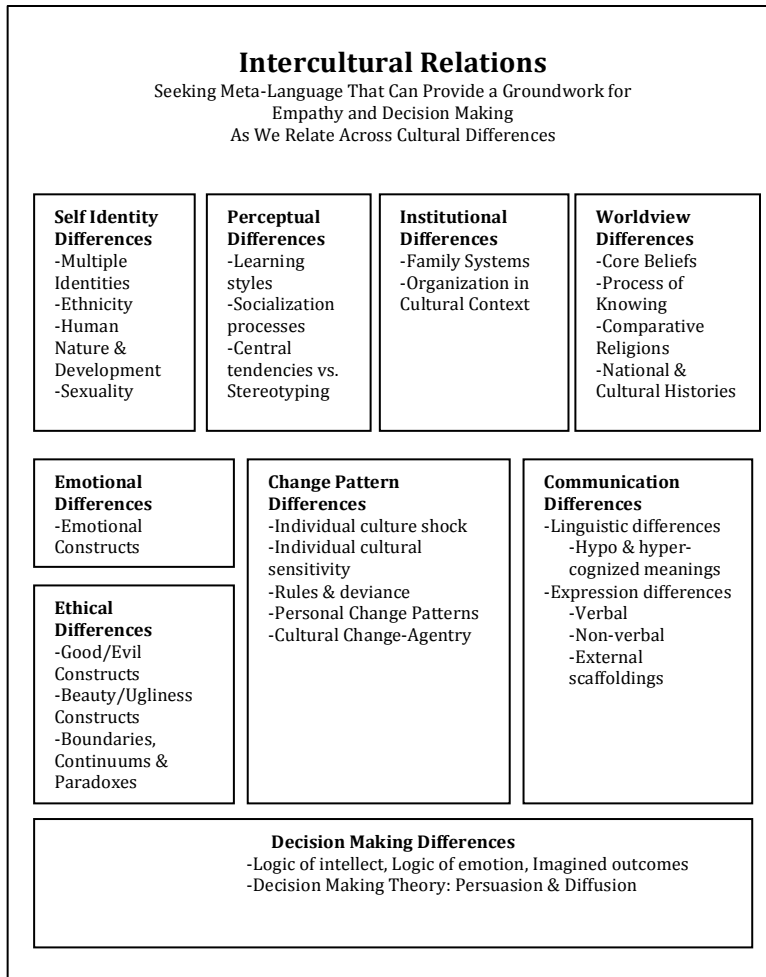 Intercultural Relations
Seeking Meta-Language That Can Provide a Groundwork for
Empathy and Decision Making
As We Relate Across Cultural Differences
Self Identity
Differences
-Multiple
Identities
-Ethnicity
-Human
Nature &
Development
-Sexuality
Perceptual
Differences
-Learning
styles
-Socialization
processes
-Central
tendencies vs.
Stereotyping
Institutional
Differences
-Family Systems
-Organization in
Cultural Context
Worldview
Differences
-Core Beliefs
-Process of
Knowing
-Comparative
Religions
-National &
Cultural Histories
Emotional
Differences
-Emotional
Constructs
Ethical
Differences
-Good/Evil
Constructs
-Beauty/Ugliness
Constructs
-Boundaries,
Continuums &
Paradoxes
Change Pattern
Differences
-Individual culture shock
-Individual cultural
sensitivity
-Rules & deviance
-Personal Change Patterns
-Cultural Change-Agentry
Communication
Differences
-Linguistic differences
-Hypo & hyper-
cognized meanings
-Expression differences
-Verbal
-Non-verbal
-External
scaffoldings
Decision Making Differences
-Logic of intellect, Logic of emotion, Imagined outcomes
-Decision Making Theory: Persuasion & Diffusion